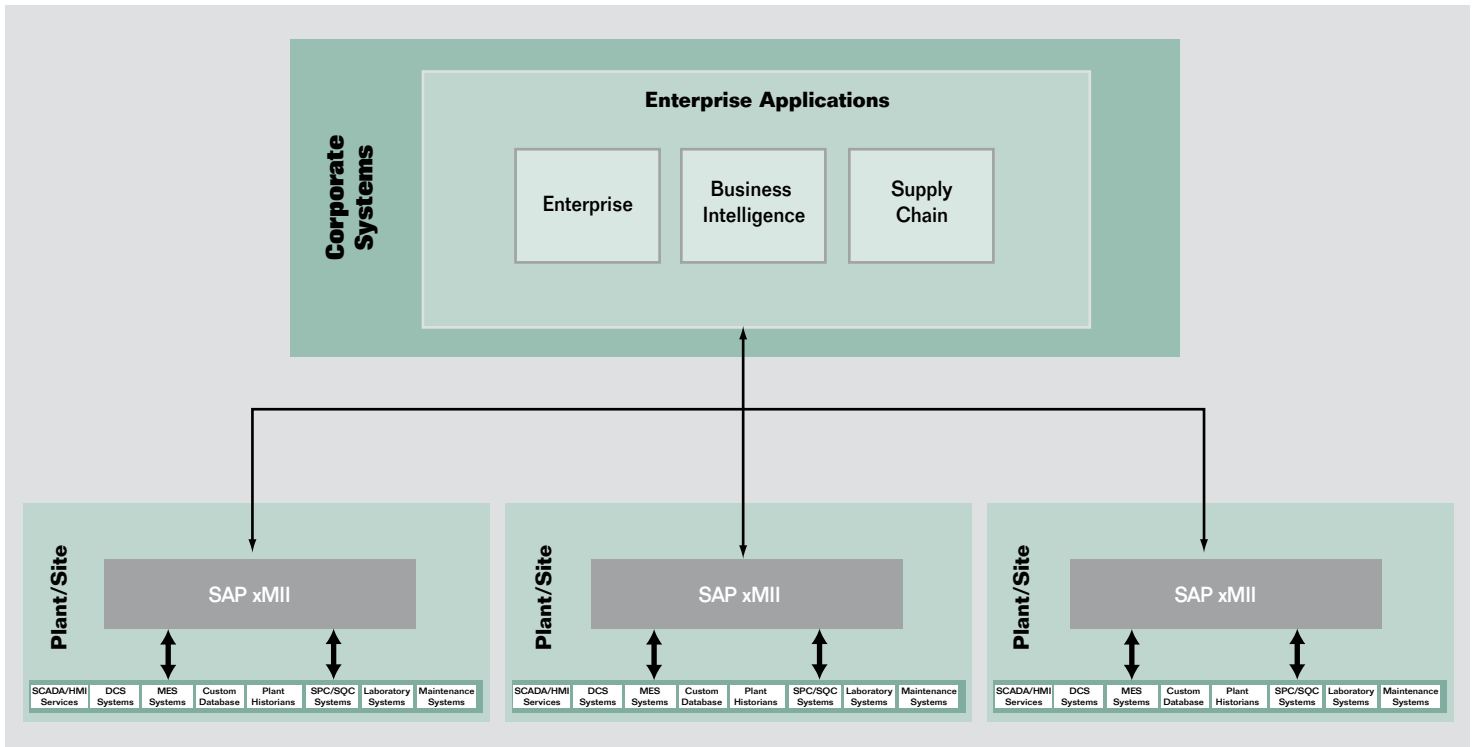 Corporate
Systems
Enterprise Applications
Enterprise
Business
Intelligence
Supply
Chain
Plant/Site
SAP xMII
SCADA/HMI
Services
DCS
Systems
MES
Systems
Custom
Database
Plant
Historians
SPC/SQC
Systems
Laboratory
Systems
Maintenance
Systems
Plant/Site
SAP xMII
SCADA/HMI
Services
DCS
Systems
MES
Systems
Custom
Database
Plant
Historians
SPC/SQC
Systems
Laboratory
Systems
Maintenance
Systems
Plant/Site
SAP xMII
SCADA/HMI
Services
DCS
Systems
MES
Systems
Custom
Database
Plant
Historians
SPC/SQC
Systems
Laboratory
Systems
Maintenance
Systems